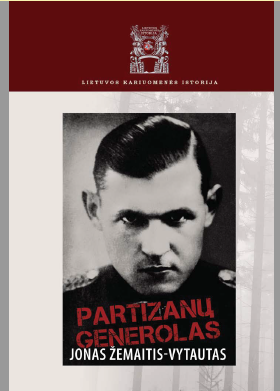 LIETUVOS KARIUOMENĖS ISTORIJA
PARTIZANŲ
GENEROLAS
JONAS ŽEMAITIS-VYTAUTAS